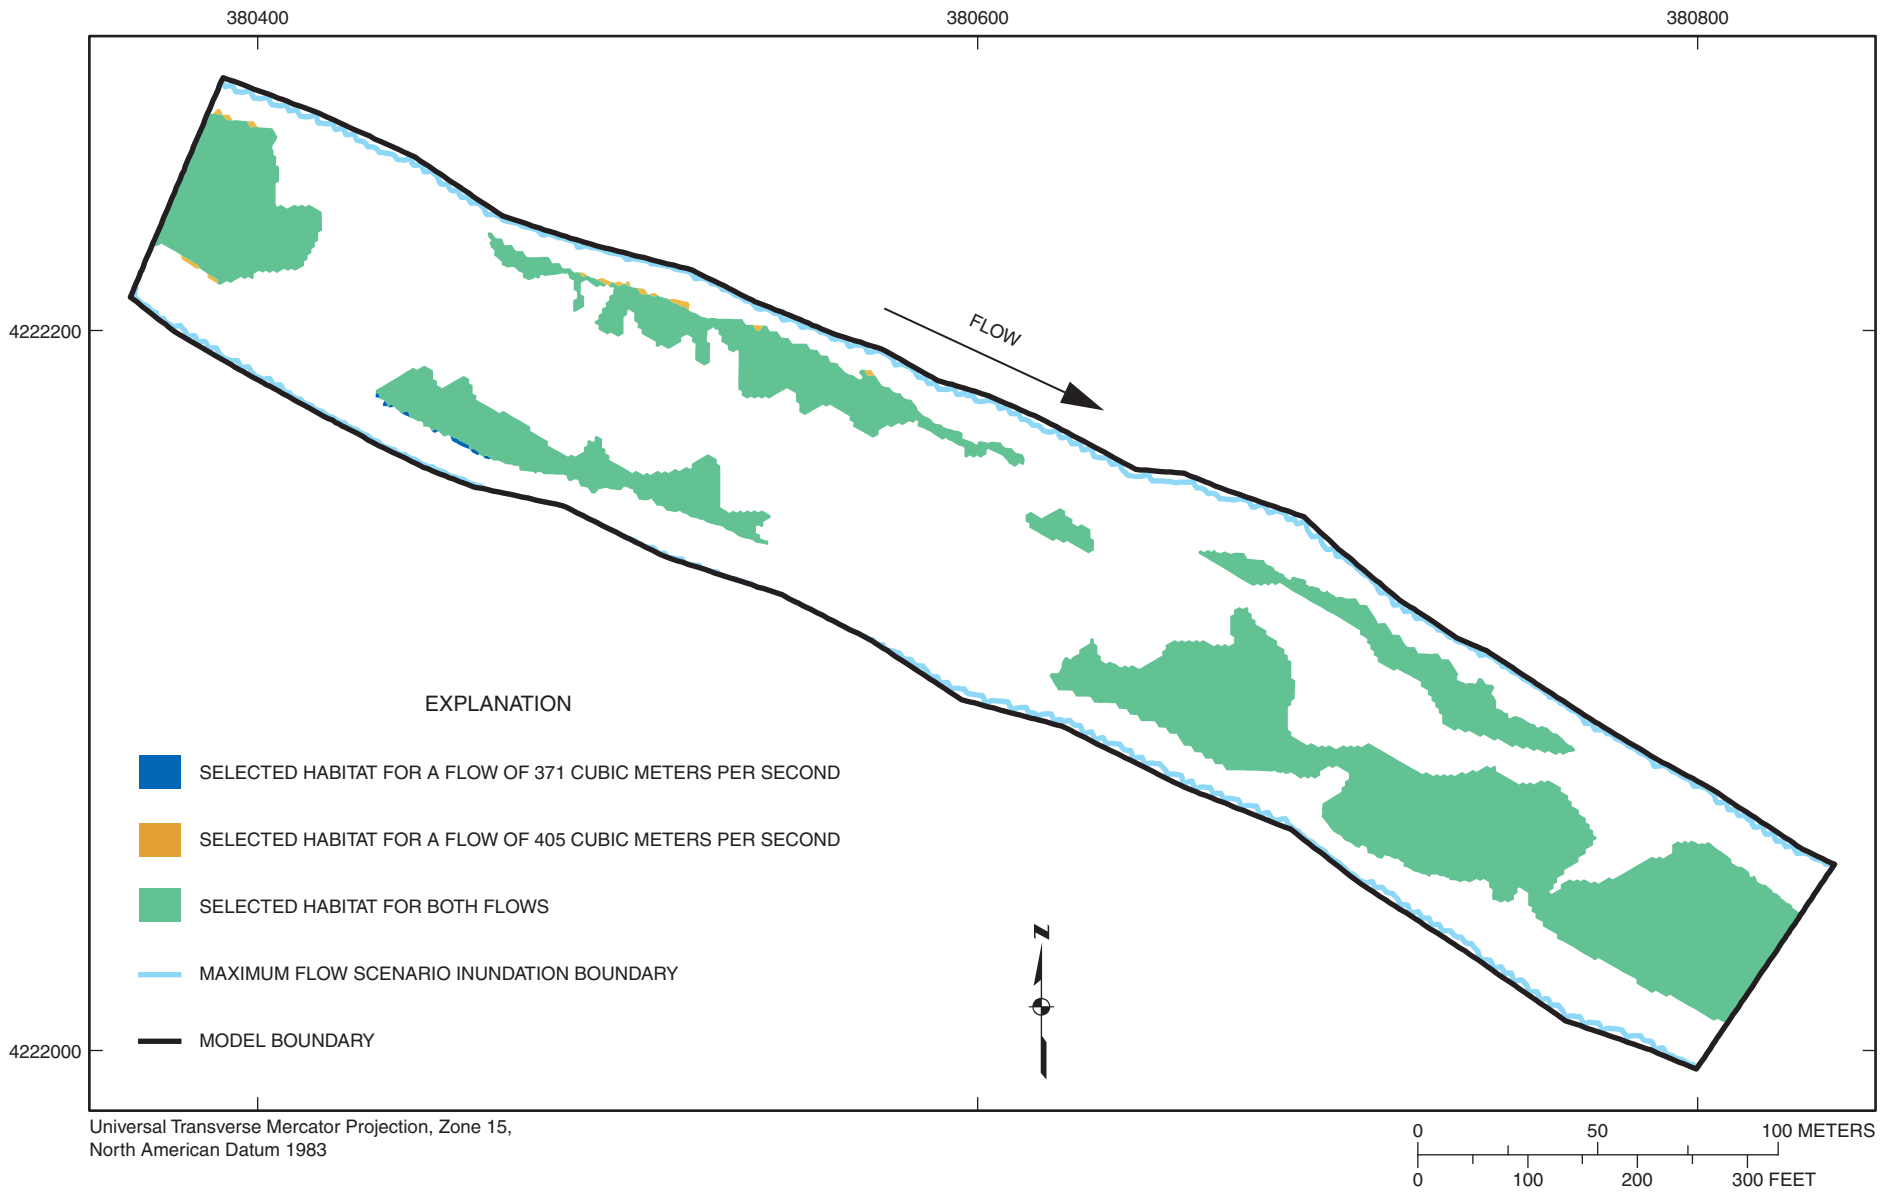 380400
380600
380800
4222200
FLOW
EXPLANATION
SELECTED HABITAT FOR A FLOW OF 371 CUBIC METERS PER SECOND
SELECTED HABITAT FOR A FLOW OF 405 CUBIC METERS PER SECOND
SELECTED HABITAT FOR BOTH FLOWS
MAXIMUM FLOW SCENARIO INUNDATION BOUNDARY
MODEL BOUNDARY
N
4222000
Universal Transverse Mercator Projection, Zone 15,
North American Datum 1983
0 50 100 METERS
0 100 200 300 FEET